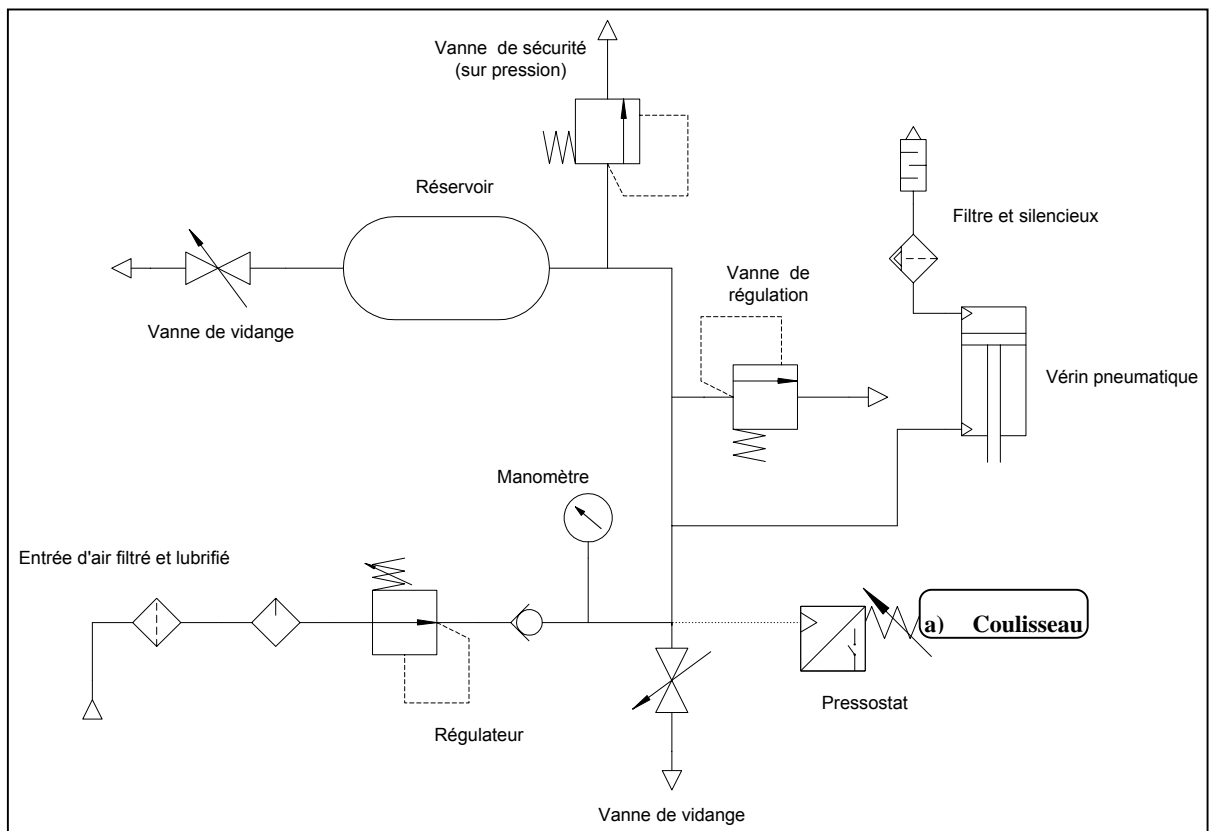 Vanne de sécurité
(sur pression)
Réservoir
Filtre et silencieux
Vanne de
régulation
Vanne de vidange
Vérin pneumatique
Manomètre
Entrée d'air filtré et lubrifié
a) Coulisseau
Pressostat
Régulateur
Vanne de vidange